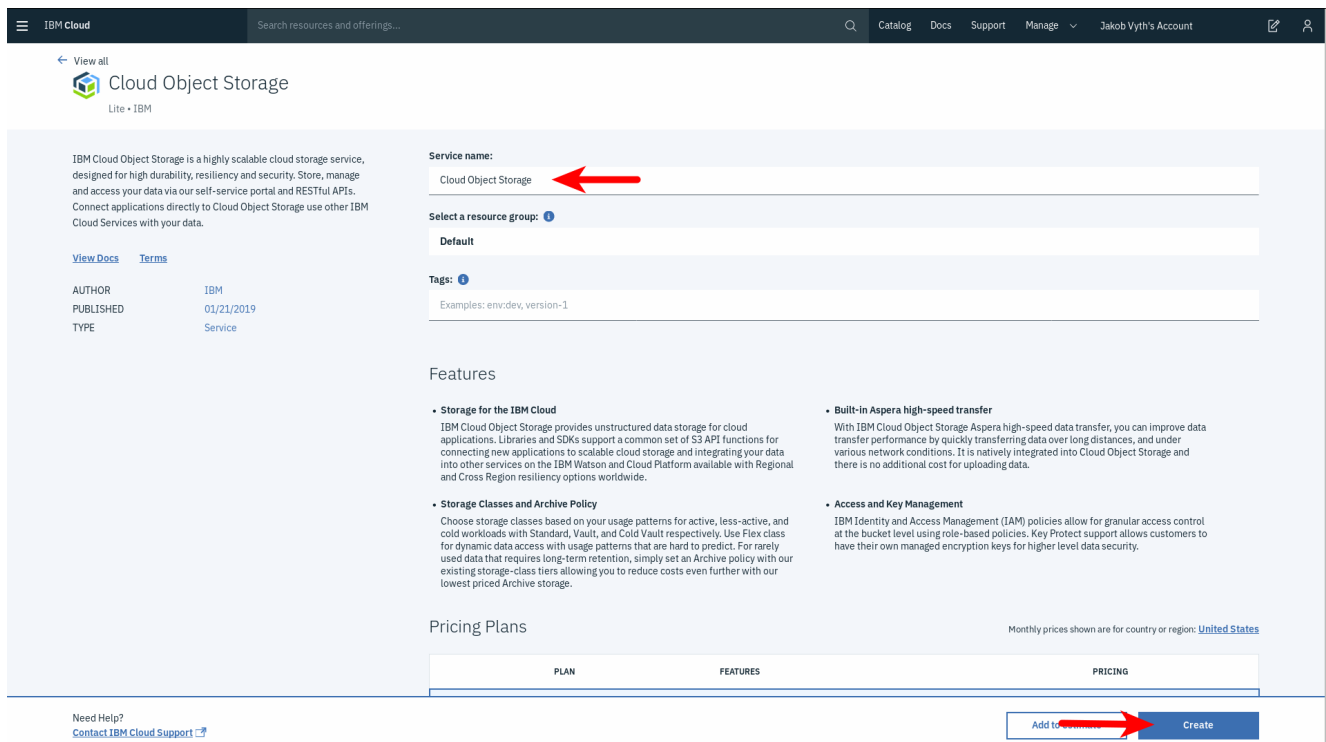 IBM Cloud
Search resources and offerings...
Catalog
Docs
Support
Manage
Jakob Vyth's Account
View all
Cloud Object Storage
Lite • IBM
IBM Cloud Object Storage is a highly scalable cloud storage service,
designed for high durability, resiliency and security. Store, manage
and access your data via our self-service portal and RESTful APIs.
Connect applications directly to Cloud Object Storage use other IBM
Cloud Services with your data.
View Docs
Terms
AUTHOR IBM
PUBLISHED 01/21/2019
TYPE Service
Service name:
Cloud Object Storage
Select a resource group:
Default
Tags:
Examples: env:dev, version-1
Features
• Storage for the IBM Cloud
IBM Cloud Object Storage provides unstructured data storage for cloud
applications. Libraries and SDKs support a common set of S3 API functions for
connecting new applications to scalable cloud storage and integrating your data
into other services on the IBM Watson and Cloud Platform available with Regional
and Cross Region resiliency options worldwide.
• Built-in Aspera high-speed transfer
With IBM Cloud Object Storage Aspera high-speed data transfer, you can improve data
transfer performance by quickly transferring data over long distances, and under
various network conditions. It is natively integrated into Cloud Object Storage and
there is no additional cost for uploading data.
• Storage Classes and Archive Policy
Choose storage classes based on your usage patterns for active, less-active, and
cold workloads with Standard, Vault, and Cold Vault respectively. Use Flex class
for dynamic data access with usage patterns that are hard to predict. For rarely
used data that requires long-term retention, simply set an Archive policy with our
existing storage-class tiers allowing you to reduce costs even further with our
lowest priced Archive storage.
• Access and Key Management
IBM Identity and Access Management (IAM) policies allow for granular access control
at the bucket level using role-based policies. Key Protect support allows customers to
have their own managed encryption keys for higher level data security.
Pricing Plans
Monthly prices shown are for country or region: United States
PLAN
FEATURES
PRICING
Need Help?
Contact IBM Cloud Support
Add to
Create